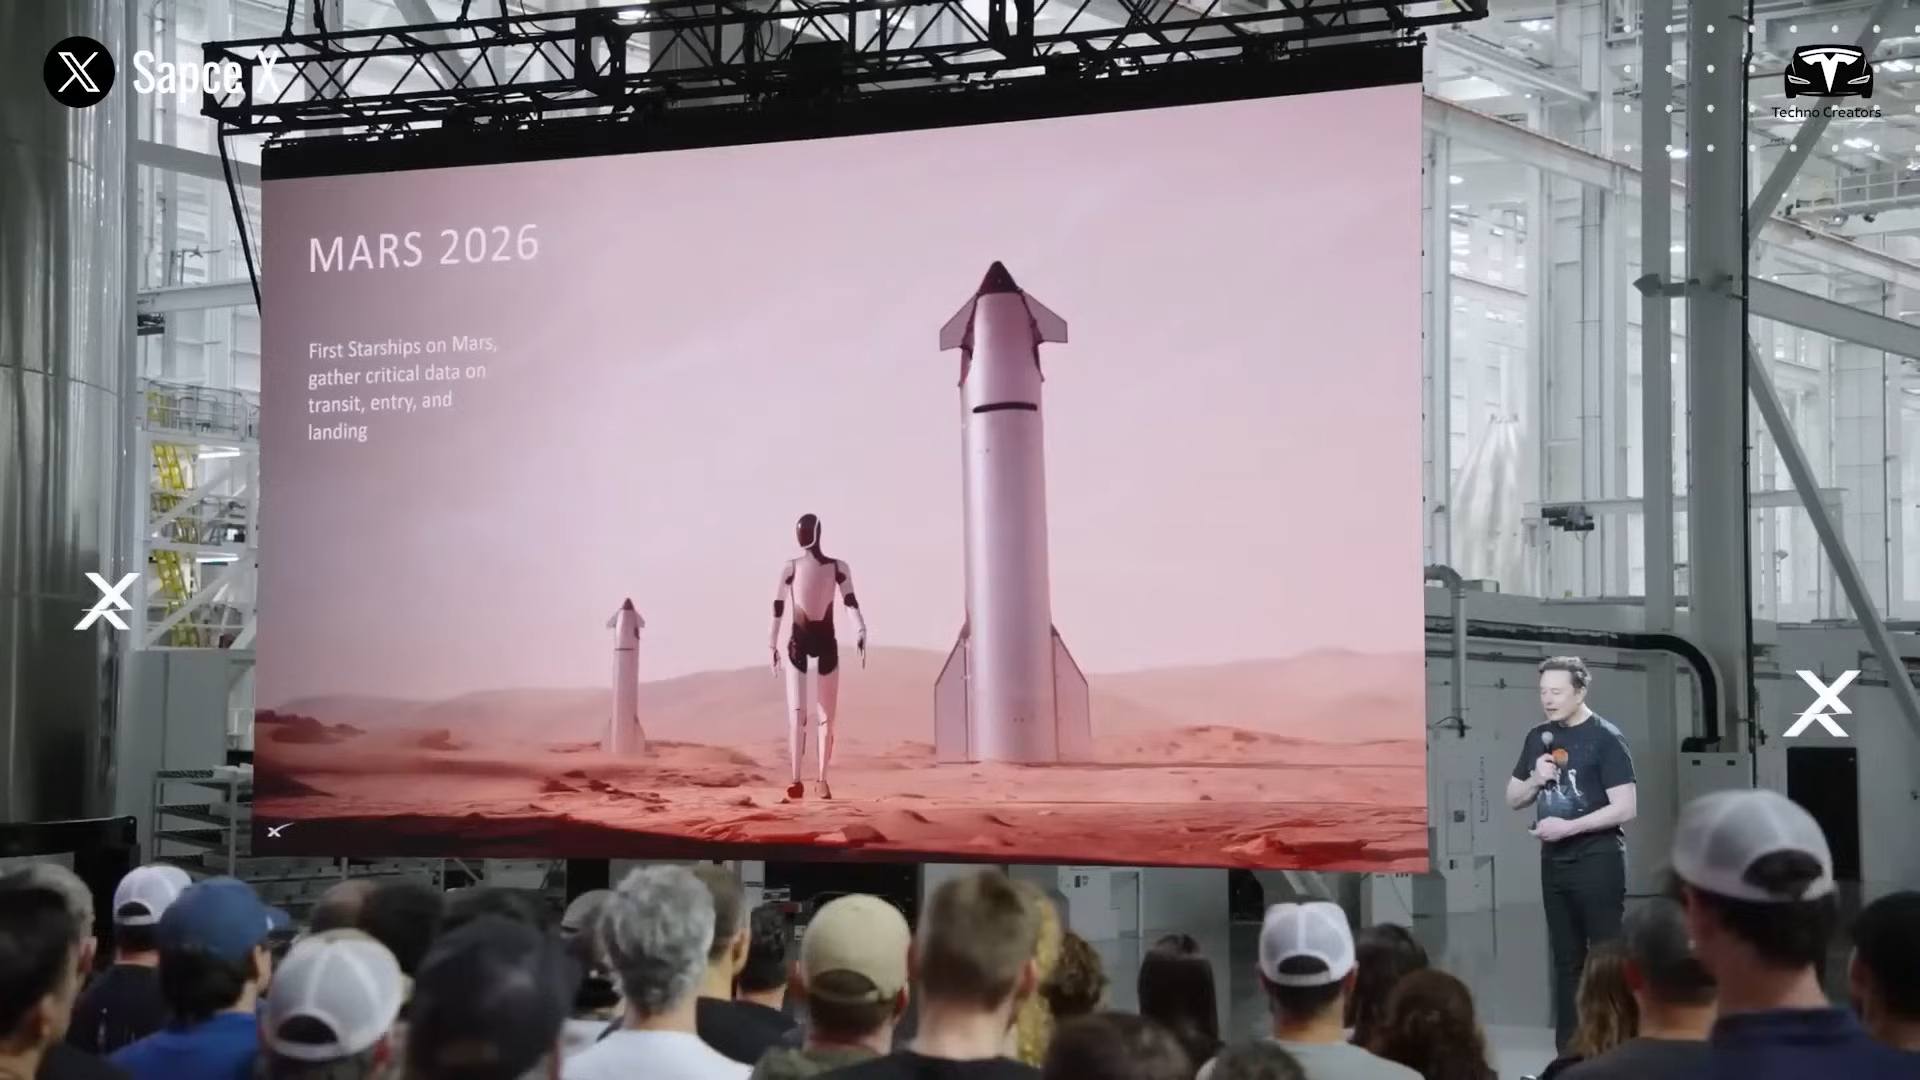 Sapce X
Techno Creators
MARS 2026
First Starships on Mars,
gather critical data on
transit, entry, and
landing